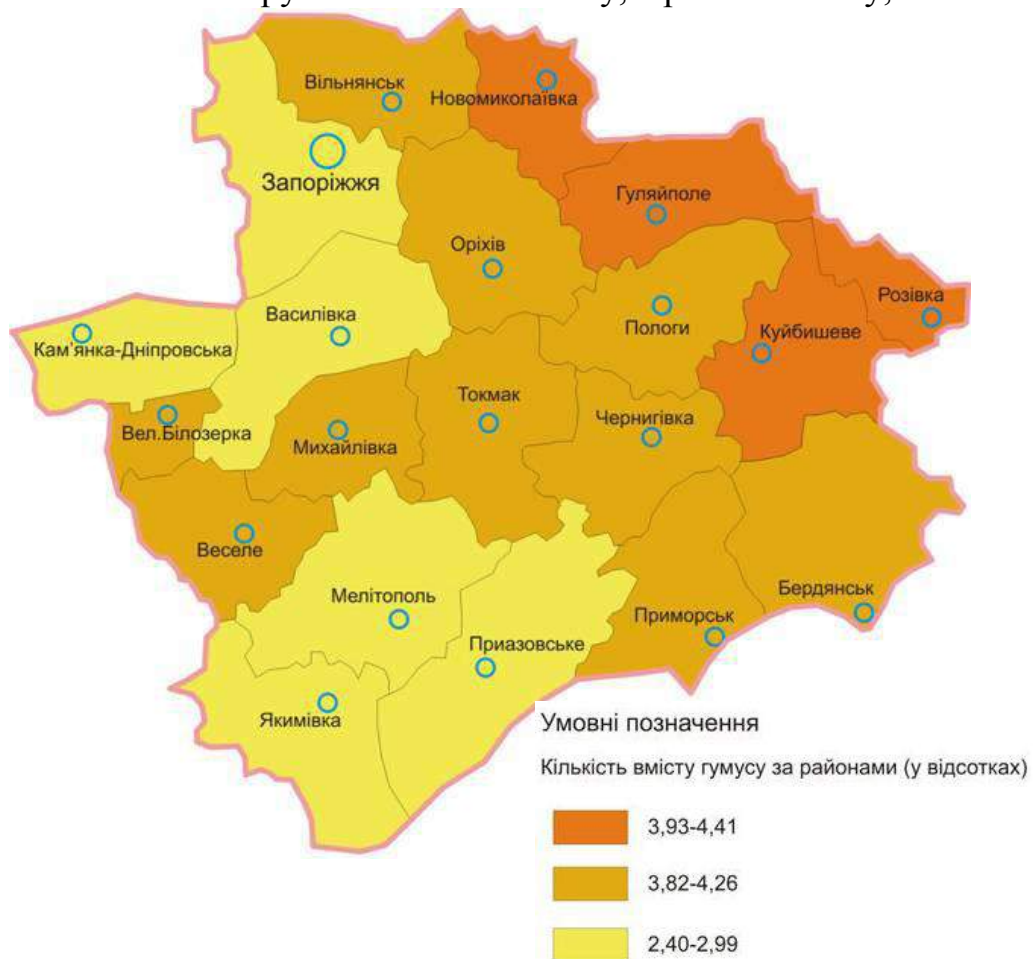 Вільнянськ
Новомиколаївка
Запоріжжя
Гуляйполе
Оріхів
Розівка
Василівка
Пологи
Куйбишеве
Кам'янка-Дніпровська
Токмак
Чернигівка
Вел.Білозерка
Михайлівка
Веселе
Мелітополь
Бердянськ
Приморськ
Приазовське
Якимівка
Умовні позначення
Кількість вмісту гумусу за районами (у відсотках)
3,93-4,41
3,82-4,26
2,40-2,99